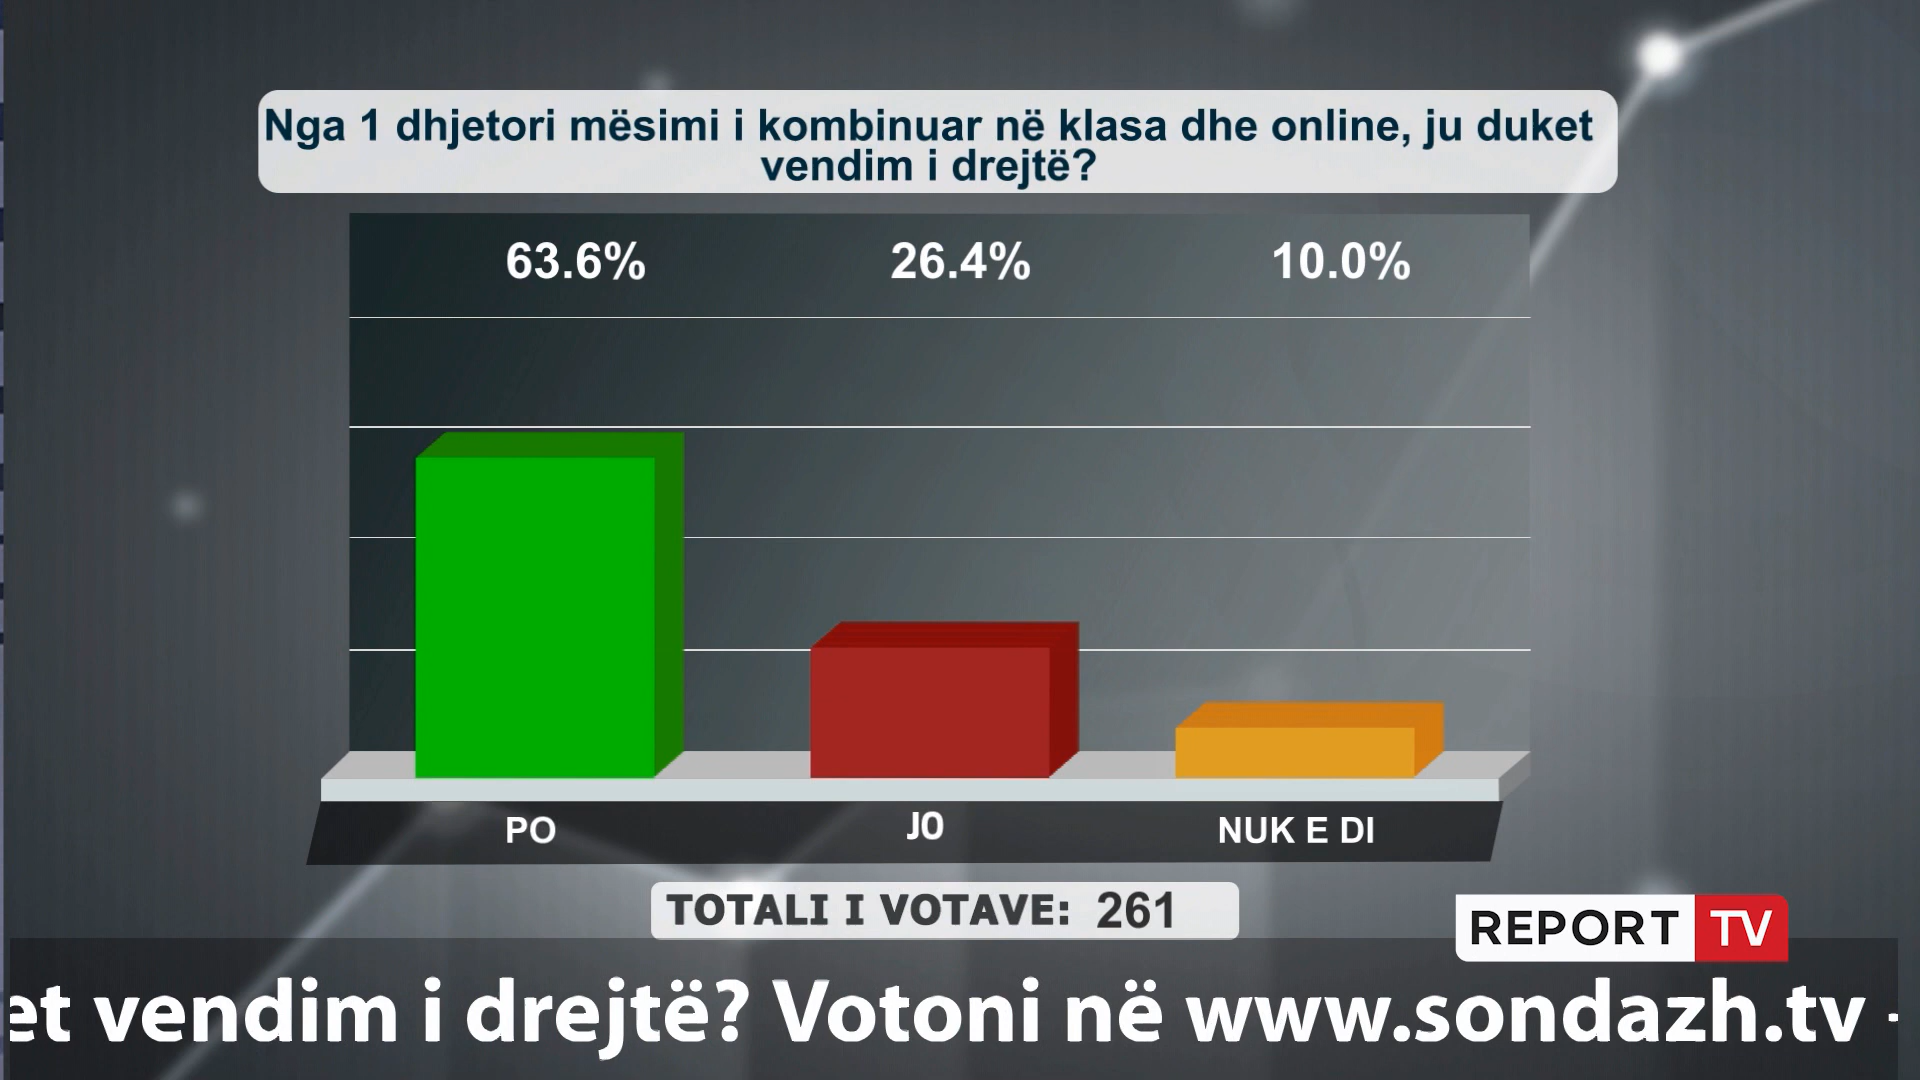 Nga 1 dhjetori mësimi i kombinuar në klasa dhe online, ju duket
vendim i drejtë?
63.6% 26.4% 10.0%
PO JO NUK E DI
TOTALI I VOTAVE: 261
REPORT TV
et vendim i drejtë? Votoni në www.sondazh.tv -